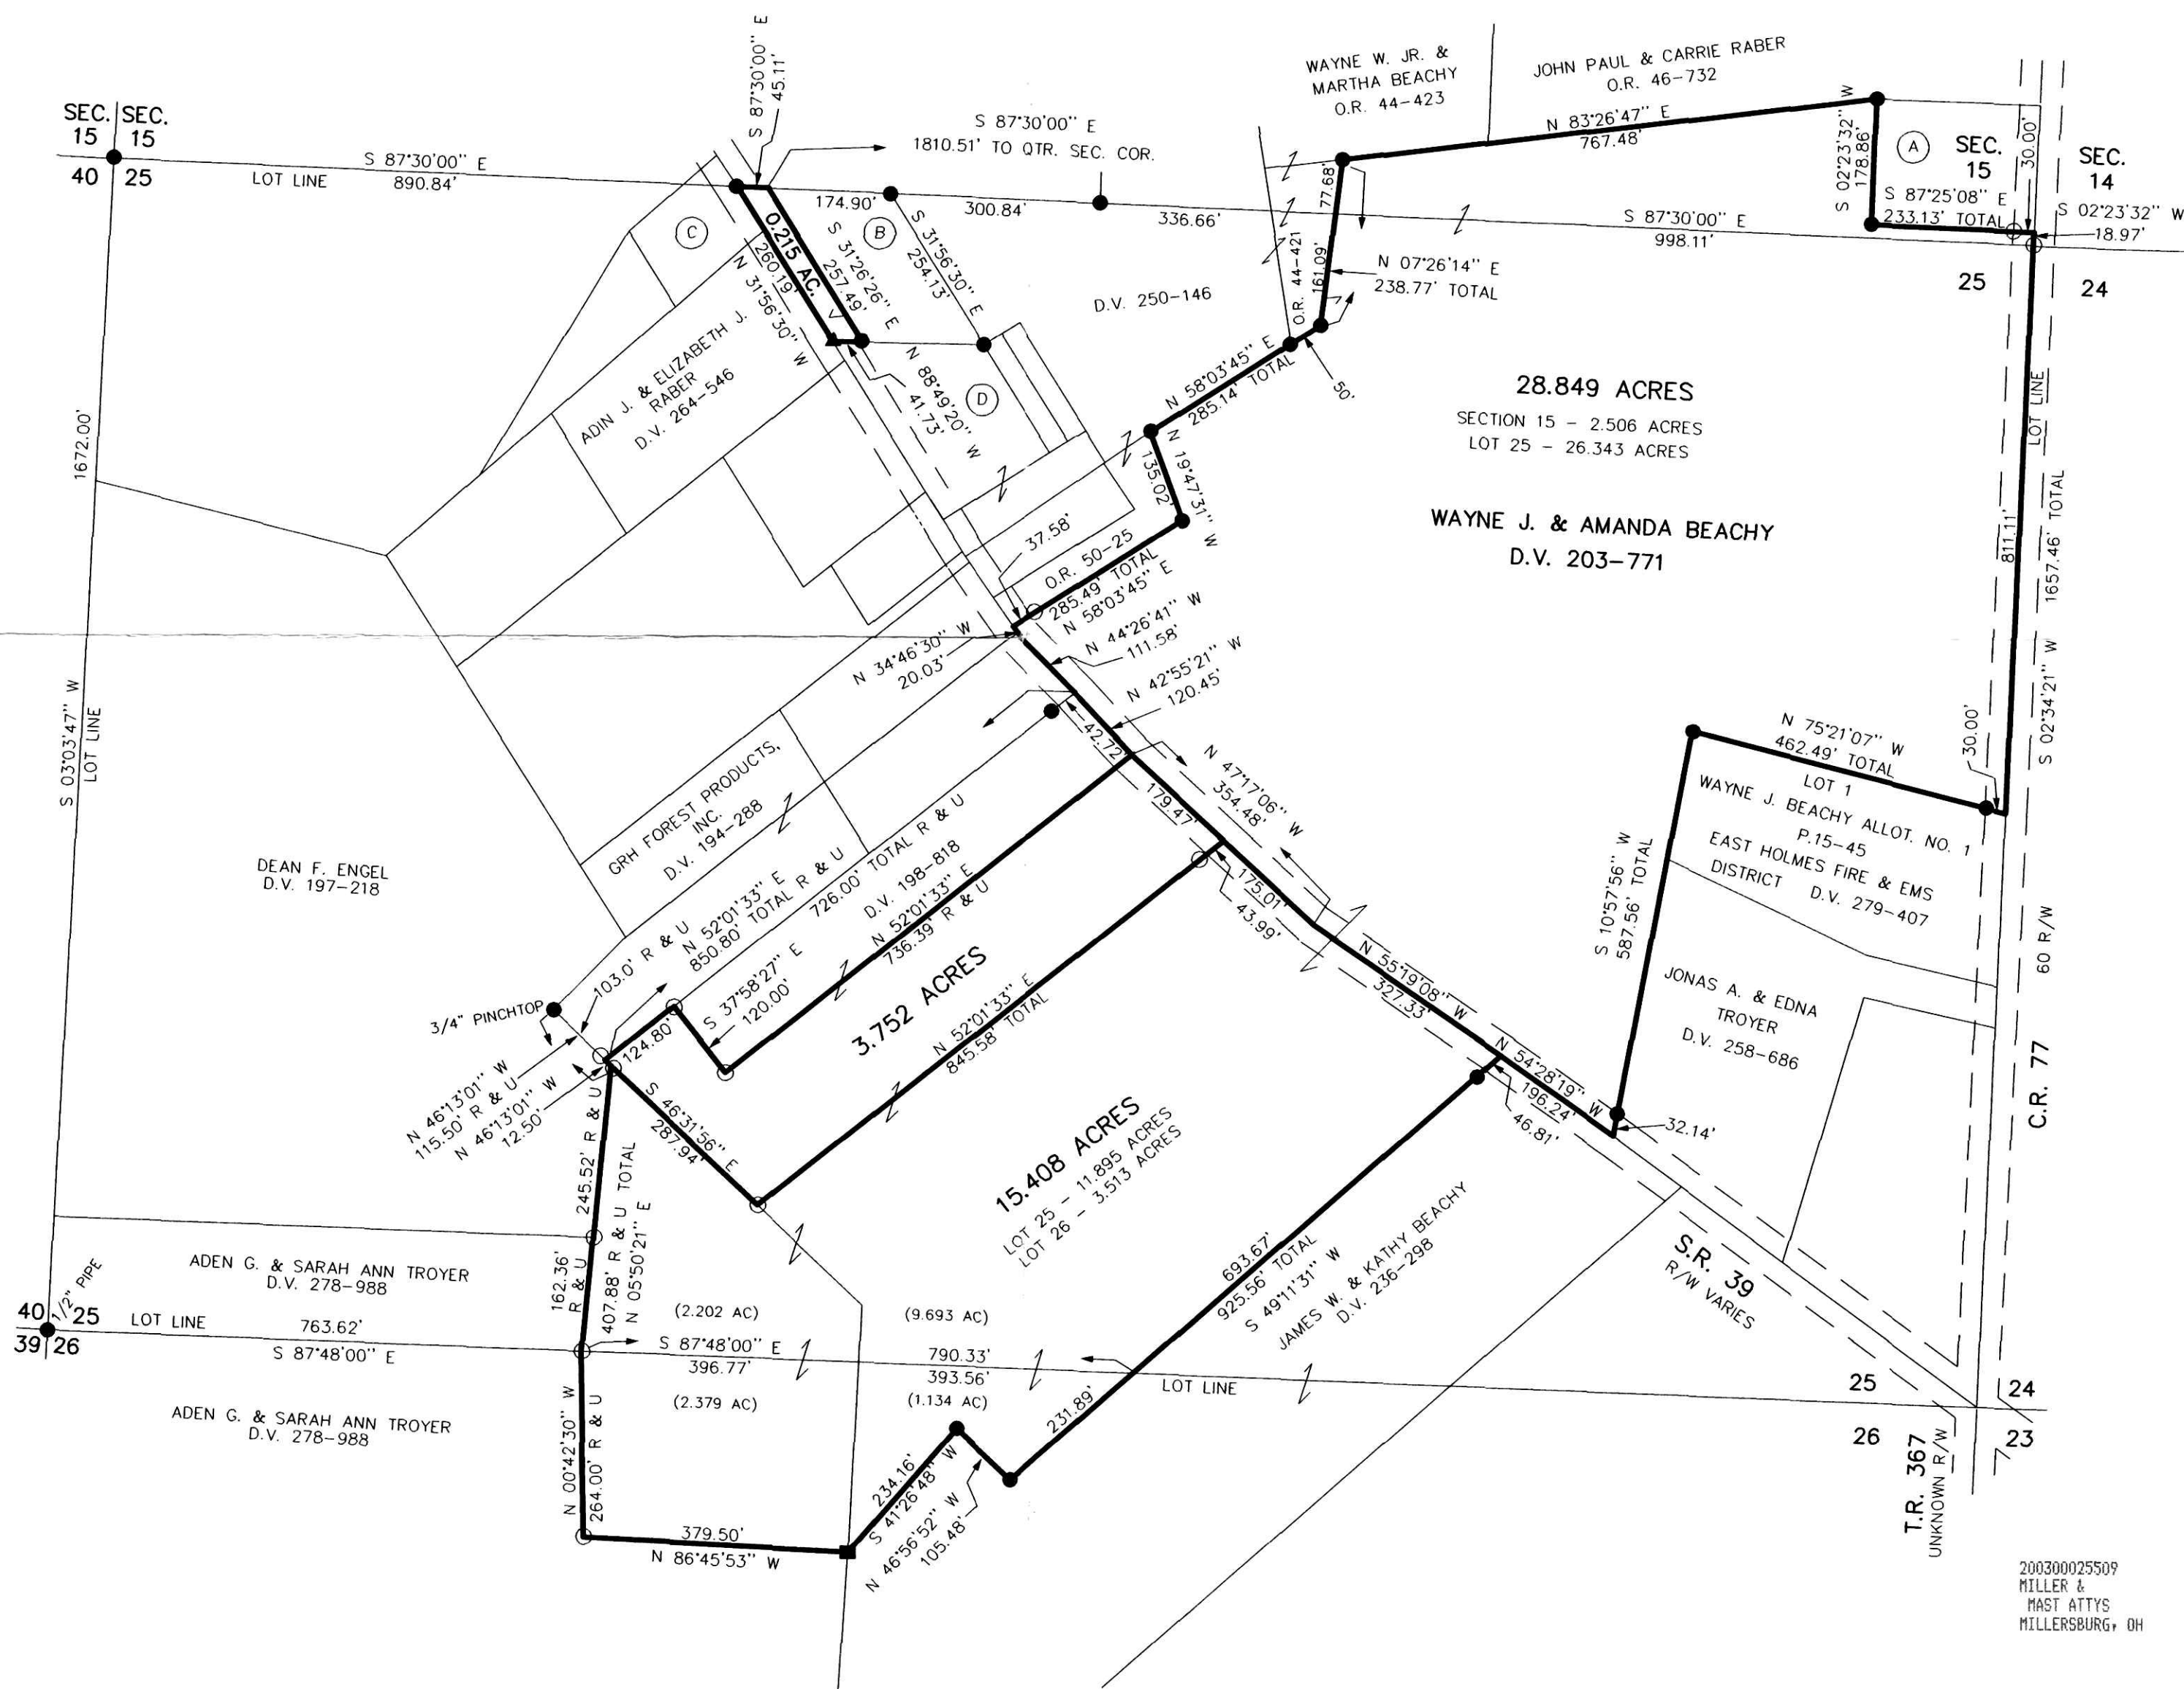 SEC. SEC.
15 15
40 25
S 87°30'00'' E
LOT LINE 890.84'
S 87°30'00'' E
45.11'
S 87°30'00'' E
1810.51' TO QTR. SEC. COR.
WAYNE W. JR. &
MARTHA BEACHY
O.R. 44-423
JOHN PAUL & CARRIE RABER
O.R. 46-732
N 83°26'47'' E
767.48'
S 02°23'32'' W
178.86'
A
SEC.
15
30.00'
SEC.
14
S 87°25'08'' E
233.13' TOTAL
S 02°23'32'' W
18.97'
174.90'
B
300.84'
336.66'
77.68'
S 87°30'00'' E
998.11'
25
24
C
0.215 AC.
260.19'
N 31°56'30'' W
S 31°26'26'' E
257.49'
S 31°56'30'' E
254.13'
D.V. 250-146
O.R. 44-421
161.09'
N 07°26'14'' E
238.77' TOTAL
N 88°49'20'' W
41.73'
D
N 58°03'45'' E
285.14' TOTAL
50'
ADIN J. & ELIZABETH J.
RABER
D.V. 264-546
28.849 ACRES
SECTION 15 - 2.506 ACRES
LOT 25 - 26.343 ACRES
WAYNE J. & AMANDA BEACHY
D.V. 203-771
LOT LINE
811.11'
1657.46' TOTAL
S 02°34'21'' W
1672.00'
S 03°03'47'' W
LOT LINE
N 19°47'31'' W
135.02'
37.58'
O.R. 50-25
285.49' TOTAL
N 58°03'45'' E
N 34°46'30'' W
20.03'
N 44°26'41'' W
111.58'
N 42°55'21'' W
120.45'
42.72'
N 47°17'06'' W
354.48'
179.47'
175.01'
43.99'
GRH FOREST PRODUCTS,
INC.
D.V. 194-288
DEAN F. ENGEL
D.V. 197-218
N 75°21'07'' W
462.49' TOTAL
30.00'
LOT 1
WAYNE J. BEACHY ALLOT. NO. 1
P.15-45
EAST HOLMES FIRE & EMS
DISTRICT D.V. 279-407
S 10°57'56'' W
587.56' TOTAL
60 R/W
C.R. 77
JONAS A. & EDNA
TROYER
D.V. 258-686
103.0' R & U
N 52°01'33'' E
850.80' TOTAL R & U
726.00' TOTAL R & U
D.V. 198-818
N 52°01'33'' E
736.39' R & U
S 37°58'27'' E
120.00'
3.752 ACRES
N 52°01'33'' E
845.58' TOTAL
3/4" PINCHTOP
124.80'
N 46°13'01'' W
115.50' R & U
N 46°13'01'' W
12.50'
S 46°31'56'' E
287.94'
N 55°19'08'' W
327.33'
N 54°28'19'' W
196.24'
46.81'
32.14'
245.52' R & U
162.36'
R & U
407.88' R & U TOTAL
N 05°50'21'' E
15.408 ACRES
LOT 25 - 11.895 ACRES
LOT 26 - 3.513 ACRES
693.67'
925.56' TOTAL
S 49°11'31'' W
JAMES W. & KATHY BEACHY
D.V. 236-298
S.R. 39
R/W VARIES
ADEN G. & SARAH ANN TROYER
D.V. 278-988
1/2" PIPE
40 25
39 26
LOT LINE 763.62'
S 87°48'00'' E
(2.202 AC)
(9.693 AC)
S 87°48'00'' E
396.77'
790.33'
393.56'
(2.379 AC)
(1.134 AC)
LOT LINE
25
24
26
23
ADEN G. & SARAH ANN TROYER
D.V. 278-988
N 00°42'30'' W
264.00' R & U
231.89'
234.16'
S 41°26'48'' W
N 46°56'52'' W
105.48'
379.50'
N 86°45'53'' W
T.R. 367
UNKNOWN R/W
200300025509
MILLER &
MAST ATTYS
MILLERSBURG, OH